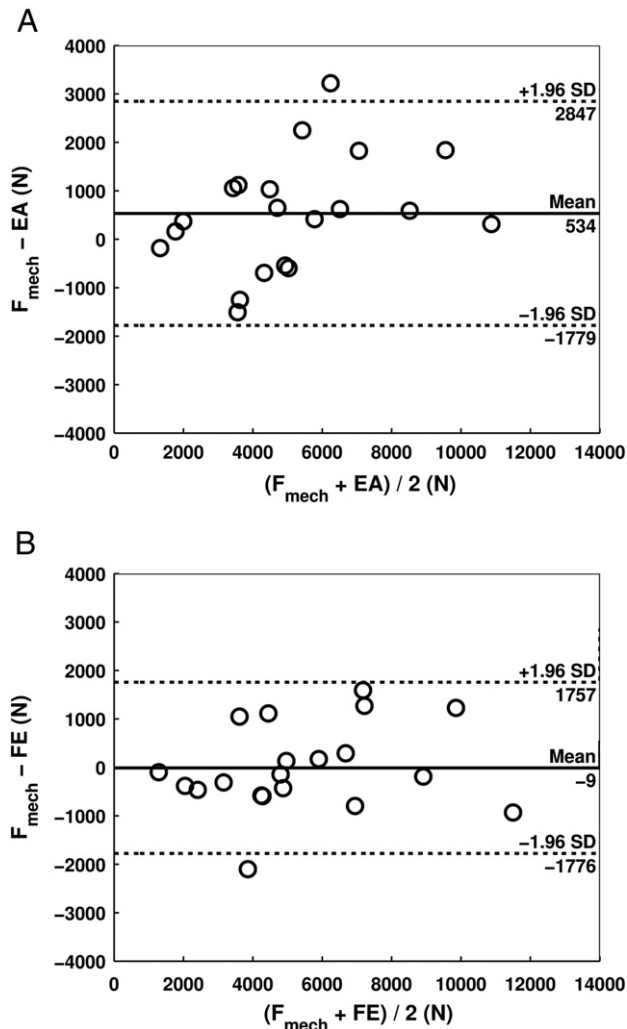 A
4000
3000
2000
1000
0
−1000
−2000
−3000
−4000
F_mech − EA (N)
+1.96 SD
2847
Mean
534
−1.96 SD
−1779
0 2000 4000 6000 8000 10000 12000 14000
(F_mech + EA) / 2 (N)
B
4000
3000
2000
1000
0
−1000
−2000
−3000
−4000
F_mech − FE (N)
+1.96 SD
1757
Mean
−9
−1.96 SD
−1776
0 2000 4000 6000 8000 10000 12000 14000
(F_mech + FE) / 2 (N)